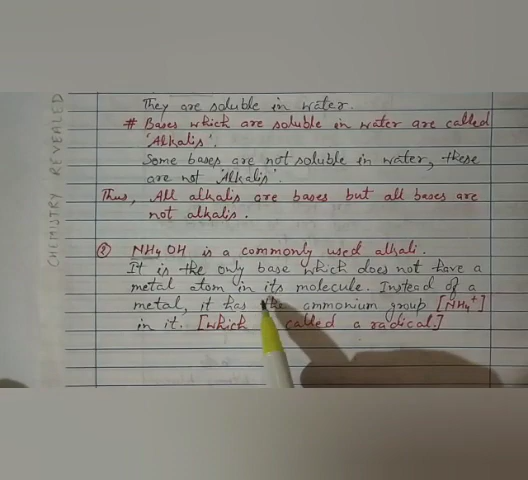 They are soluble in water.
# Bases which are soluble in water are called
'Alkalis'.
Some bases are not soluble in water, these
are not 'Alkalis'.
Thus, All alkalis are bases but all bases are
not alkalis.
② NH4OH is a commonly used alkali.
It is the only base which does not have a
metal atom in its molecule. Instead of a
metal, it has the ammonium group [NH4+]
in it. [which called a radical.]
CHEMISTRY REVEALED